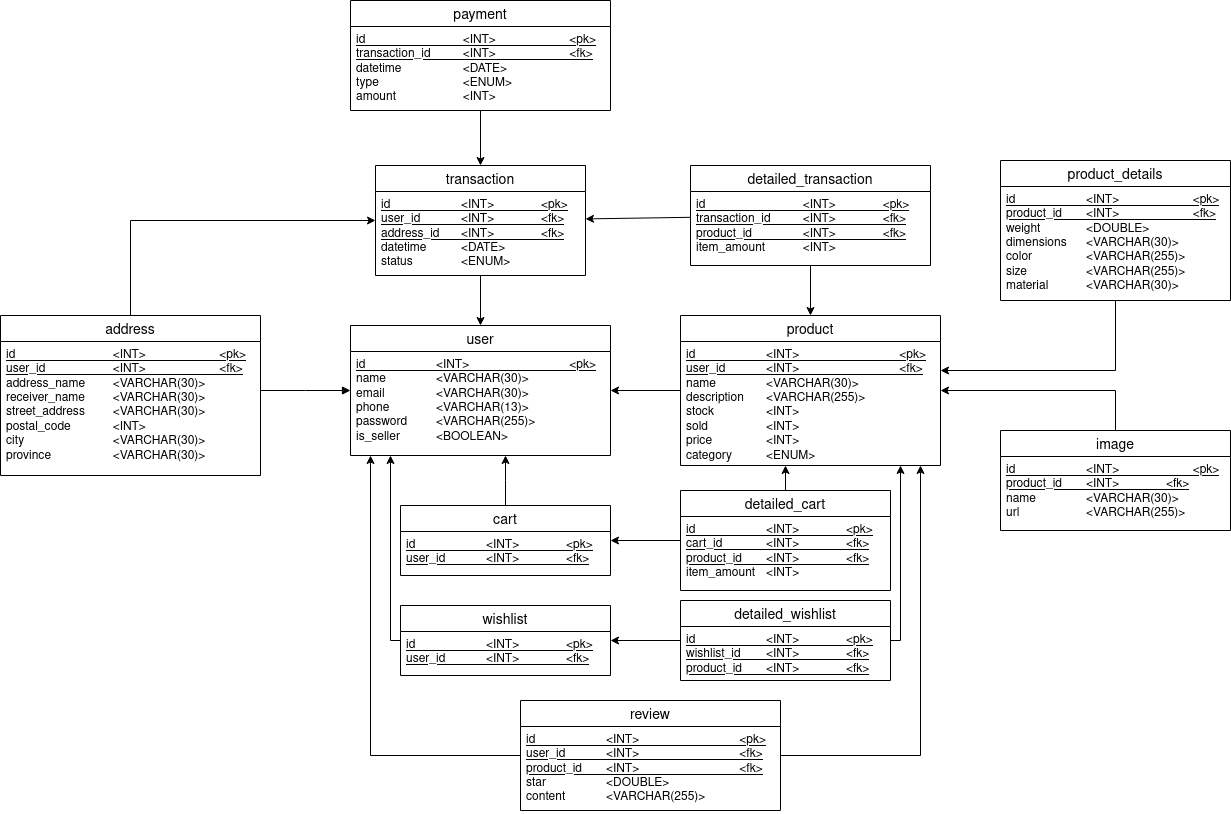 payment
id <INT> <pk>
transaction_id <INT> <fk>
datetime <DATE>
type <ENUM>
amount <INT>
transaction
id <INT> <pk>
user_id <INT> <fk>
address_id <INT> <fk>
datetime <DATE>
status <ENUM>
detailed_transaction
id <INT> <pk>
transaction_id <INT> <fk>
product_id <INT> <fk>
item_amount <INT>
product_details
id <INT> <pk>
product_id <INT> <fk>
weight <DOUBLE>
dimensions <VARCHAR(30)>
color <VARCHAR(255)>
size <VARCHAR(255)>
material <VARCHAR(30)>
address
id <INT> <pk>
user_id <INT> <fk>
address_name <VARCHAR(30)>
receiver_name <VARCHAR(30)>
street_address <VARCHAR(30)>
postal_code <INT>
city <VARCHAR(30)>
province <VARCHAR(30)>
user
id <INT> <pk>
name <VARCHAR(30)>
email <VARCHAR(30)>
phone <VARCHAR(13)>
password <VARCHAR(255)>
is_seller <BOOLEAN>
product
id <INT> <pk>
user_id <INT> <fk>
name <VARCHAR(30)>
description <VARCHAR(255)>
stock <INT>
sold <INT>
price <INT>
category <ENUM>
image
id <INT> <pk>
product_id <INT> <fk>
name <VARCHAR(30)>
url <VARCHAR(255)>
cart
id <INT> <pk>
user_id <INT> <fk>
detailed_cart
id <INT> <pk>
cart_id <INT> <fk>
product_id <INT> <fk>
item_amount <INT>
wishlist
id <INT> <pk>
user_id <INT> <fk>
detailed_wishlist
id <INT> <pk>
wishlist_id <INT> <fk>
product_id <INT> <fk>
review
id <INT> <pk>
user_id <INT> <fk>
product_id <INT> <fk>
star <DOUBLE>
content <VARCHAR(255)>